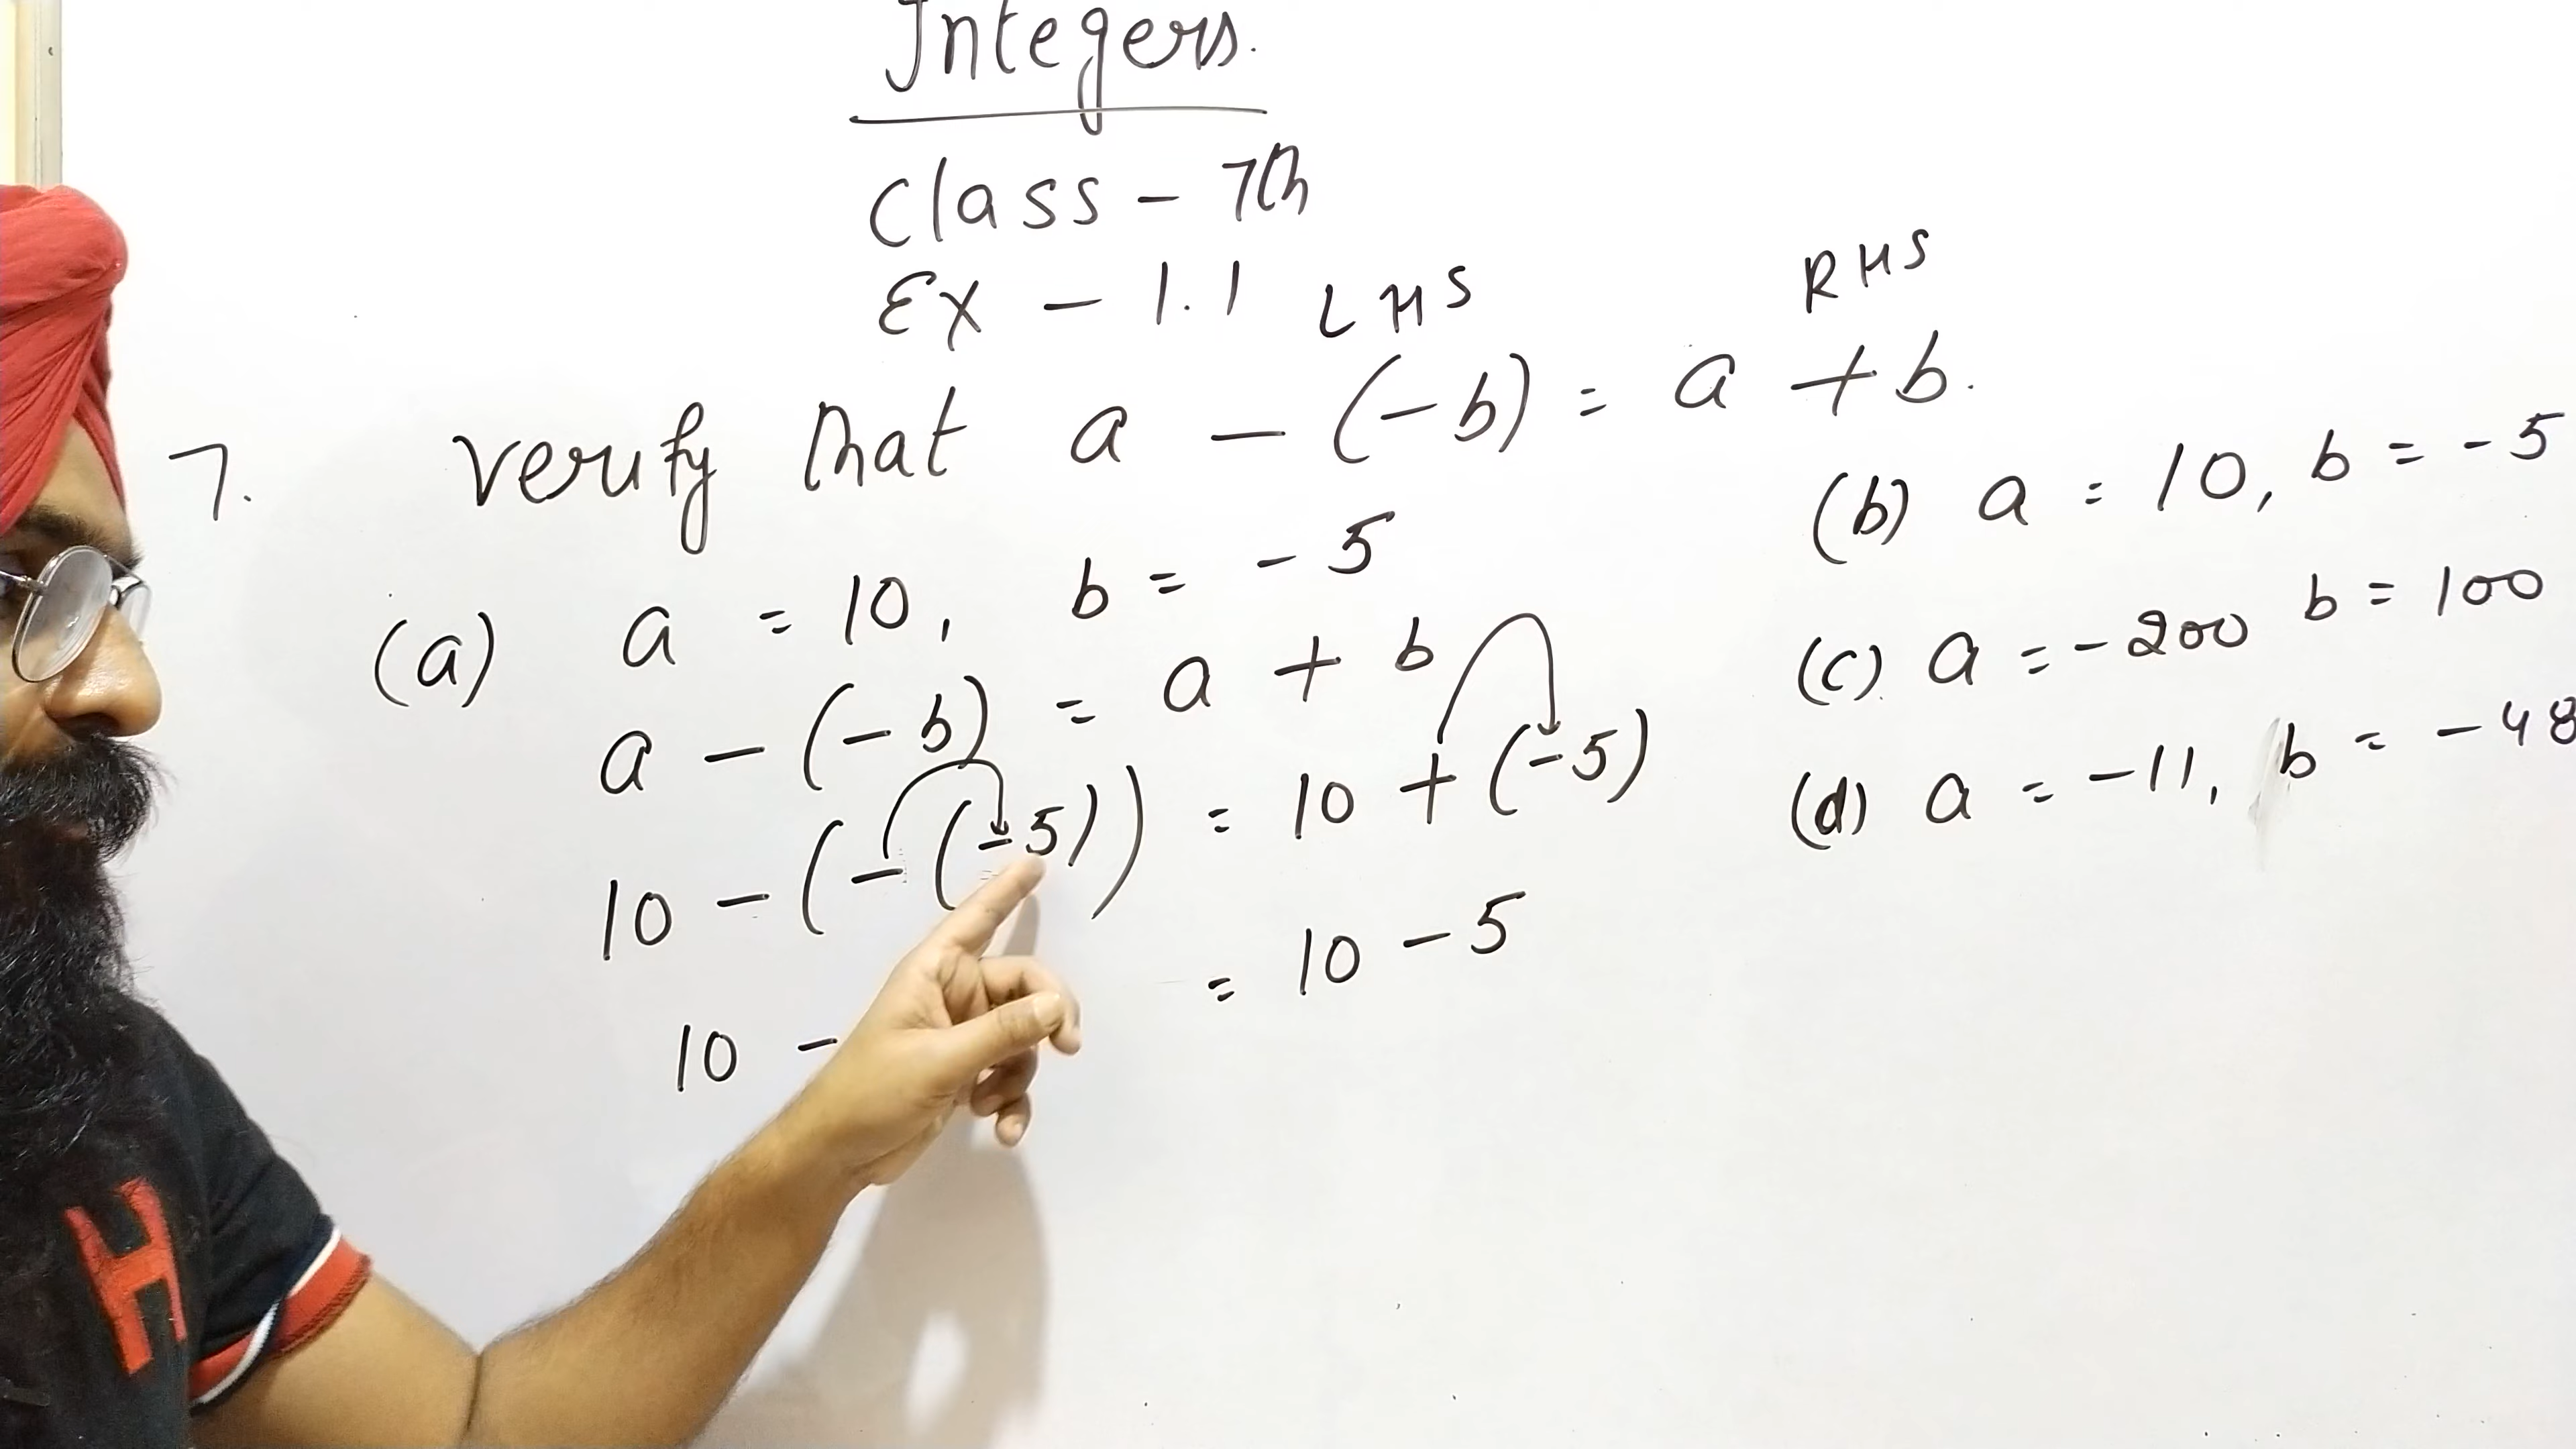 Integers.
Class - 7th
Ex - 1.1
LHS RHS
7. Verify that a - (-b) = a + b.
(a) a = 10, b = -5
a - (-b) = a + b
10 - (-(-5)) = 10 + (-5)
= 10 - 5
10 -
(b) a = 10, b = -5
(c) a = -200 b = 100
(d) a = -11, b = -48
H